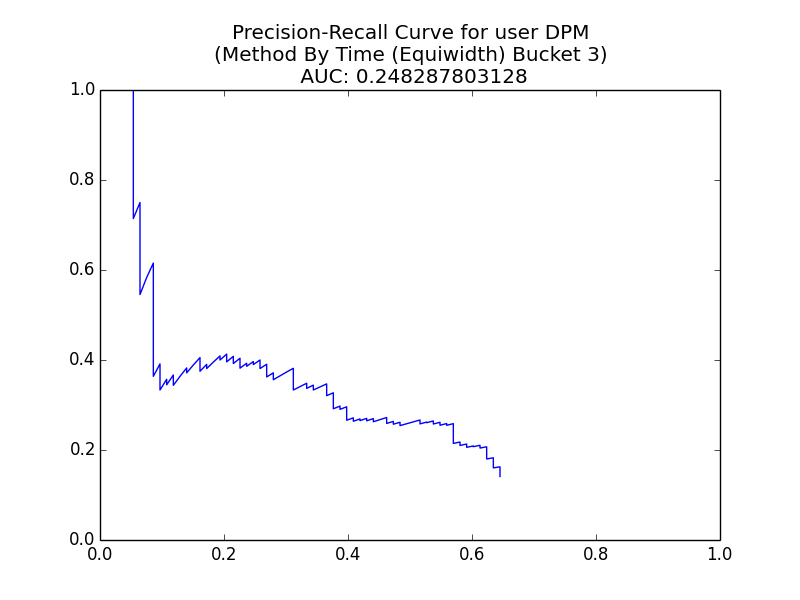 Precision-Recall Curve for user DPM
(Method By Time (Equiwidth) Bucket 3)
AUC: 0.248287803128
1.0
0.8
0.6
0.4
0.2
0.0
0.0 0.2 0.4 0.6 0.8 1.0